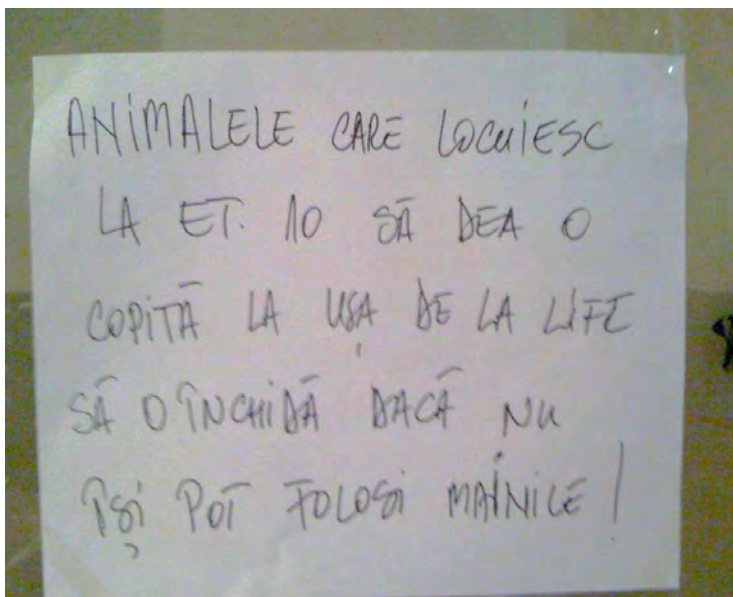 ANIMALELE CARE LOCUIESC
LA ET. 10 SĂ DEA O
COPITĂ LA UȘA DE LA LIFT
SĂ O ÎNCHIDĂ DACĂ NU
ÎȘI POT FOLOSI MAINILE!